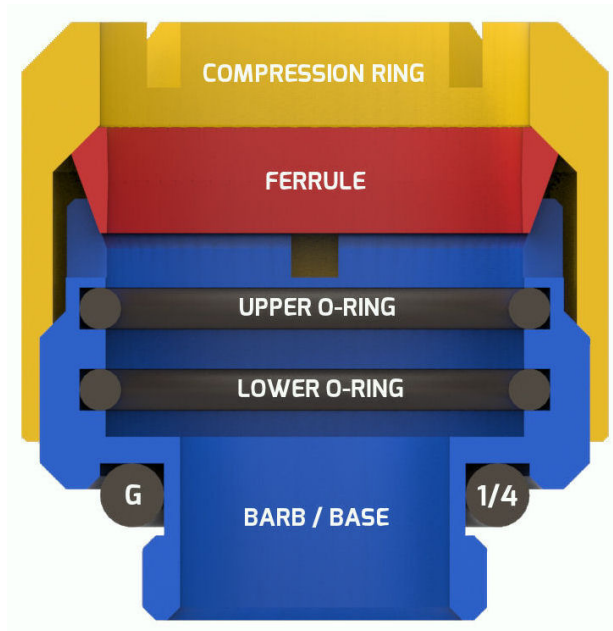 COMPRESSION RING
FERRULE
UPPER O-RING
LOWER O-RING
G 1/4
BARB / BASE